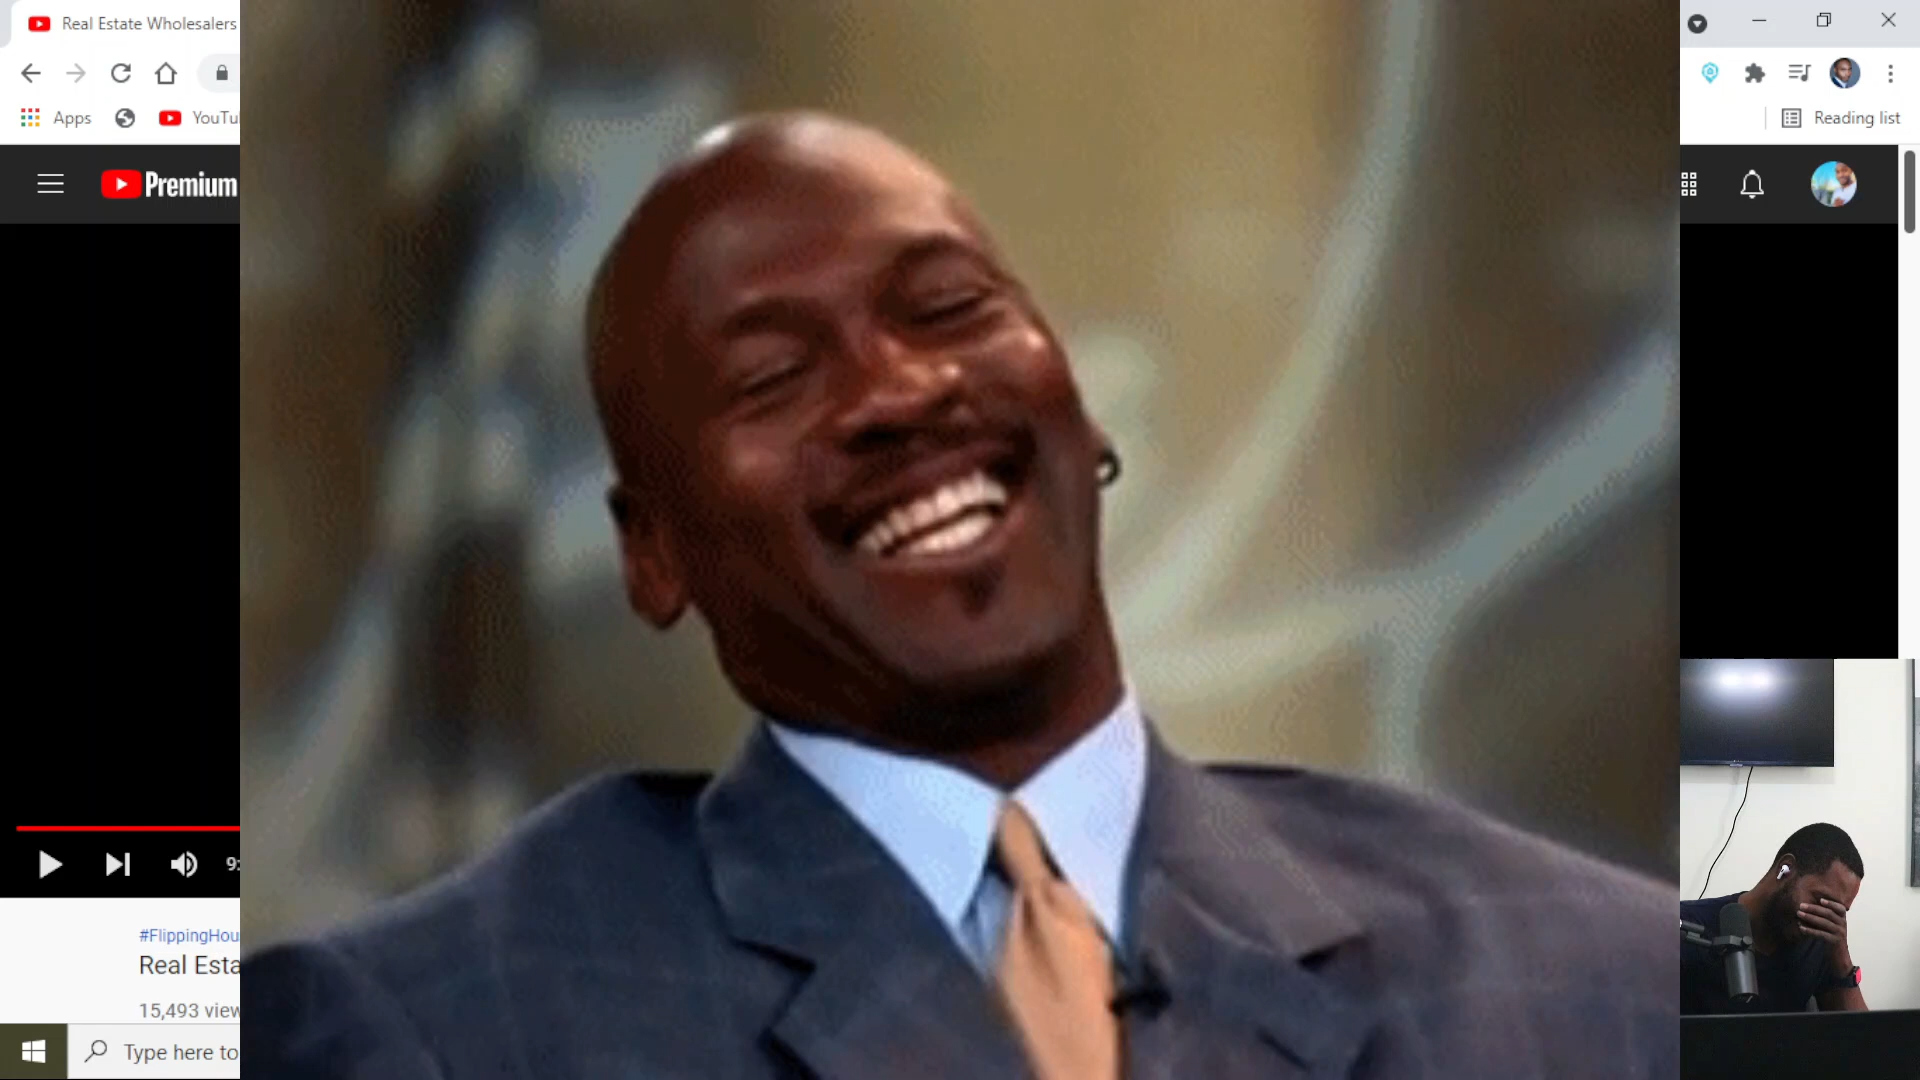 Real Estate Wholesalers
Apps
YouTu
Reading list
Premium
9:
#FlippingHou
Real Esta
15,493 view
Type here to